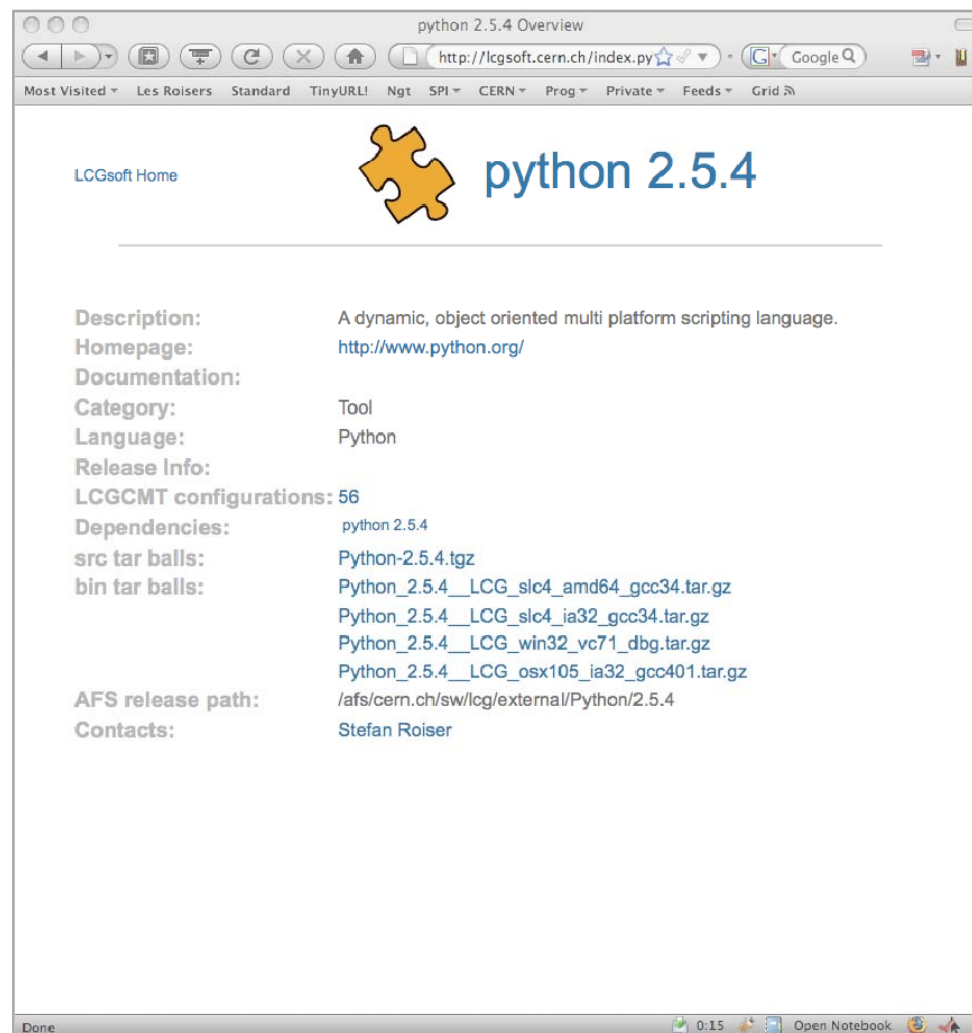 python 2.5.4 Overview
http://lcgsoft.cern.ch/index.py
G
Google
Most Visited Les Roisers Standard TinyURL! Ngt SPI CERN Prog Private Feeds Grid
LCGsoft Home
python 2.5.4
Description: A dynamic, object oriented multi platform scripting language.
Homepage: http://www.python.org/
Documentation:
Category: Tool
Language: Python
Release Info:
LCGCMT configurations: 56
Dependencies: python 2.5.4
src tar balls: Python-2.5.4.tgz
bin tar balls: Python_2.5.4__LCG_slc4_amd64_gcc34.tar.gz
Python_2.5.4__LCG_slc4_ia32_gcc34.tar.gz
Python_2.5.4__LCG_win32_vc71_dbg.tar.gz
Python_2.5.4__LCG_osx105_ia32_gcc401.tar.gz
AFS release path: /afs/cern.ch/sw/lcg/external/Python/2.5.4
Contacts: Stefan Roiser
Done 0:15 Open Notebook